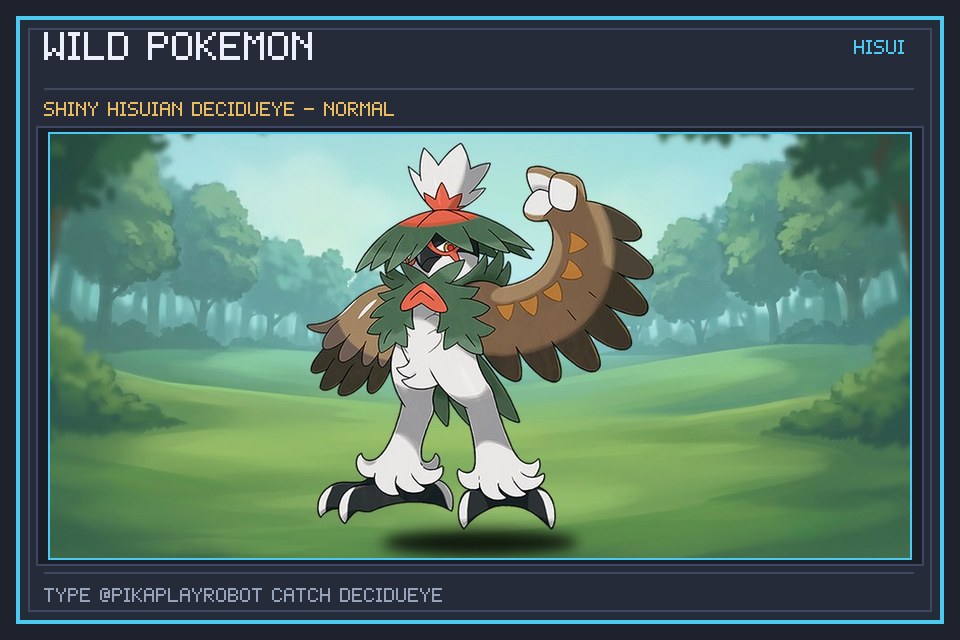 WILD POKEMON
HISUI
SHINY HISUIAN DECIDUEYE - NORMAL
TYPE @PIKAPLAYROBOT CATCH DECIDUEYE